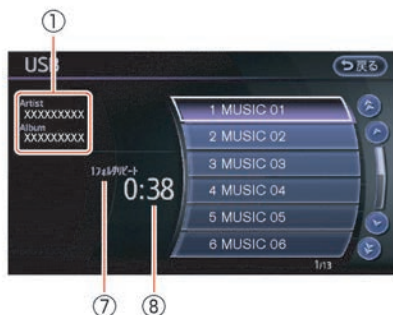 ①
USB
戻る
Artist
XXXXXXXXX
Album
XXXXXXXXX
1フォルダリピート
0:38
1 MUSIC 01
2 MUSIC 02
3 MUSIC 03
4 MUSIC 04
5 MUSIC 05
6 MUSIC 06
1/13
⑦
⑧